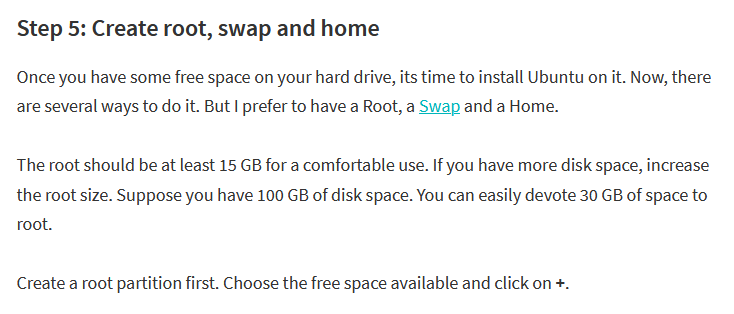 Step 5: Create root, swap and home
Once you have some free space on your hard drive, its time to install Ubuntu on it. Now, there
are several ways to do it. But I prefer to have a Root, a Swap and a Home.
The root should be at least 15 GB for a comfortable use. If you have more disk space, increase
the root size. Suppose you have 100 GB of disk space. You can easily devote 30 GB of space to
root.
Create a root partition first. Choose the free space available and click on +.